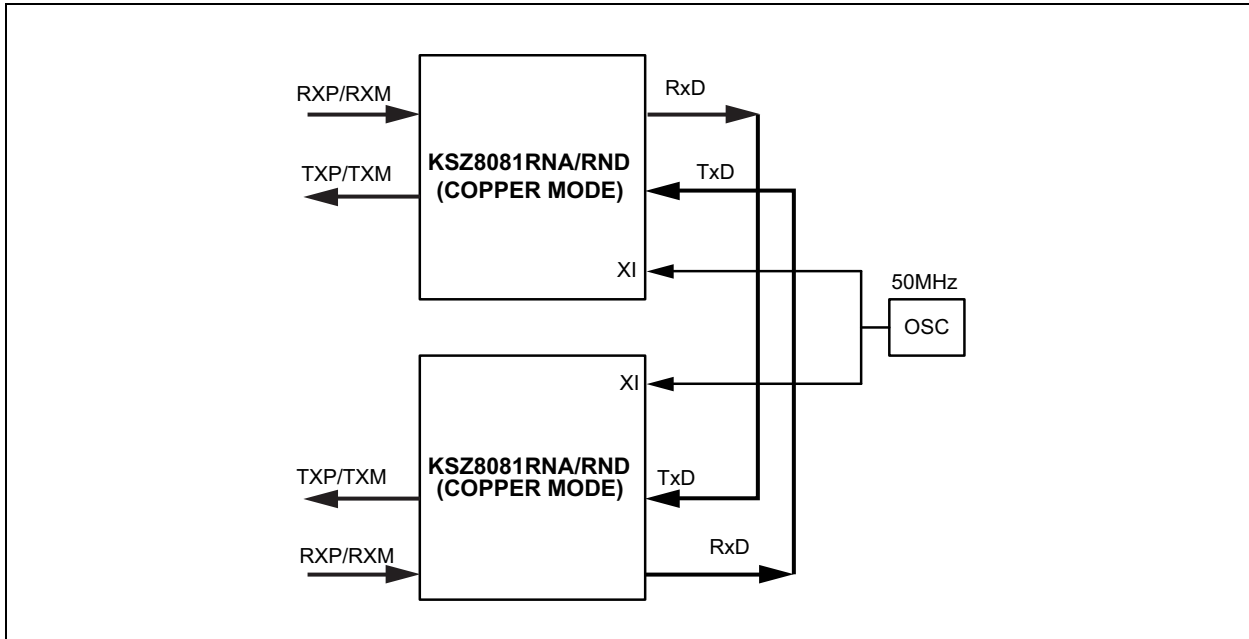 RXP/RXM
RxD
KSZ8081RNA/RND
(COPPER MODE)
TXP/TXM
TxD
XI
50MHz
OSC
XI
KSZ8081RNA/RND
(COPPER MODE)
TXP/TXM
TxD
RXP/RXM
RxD